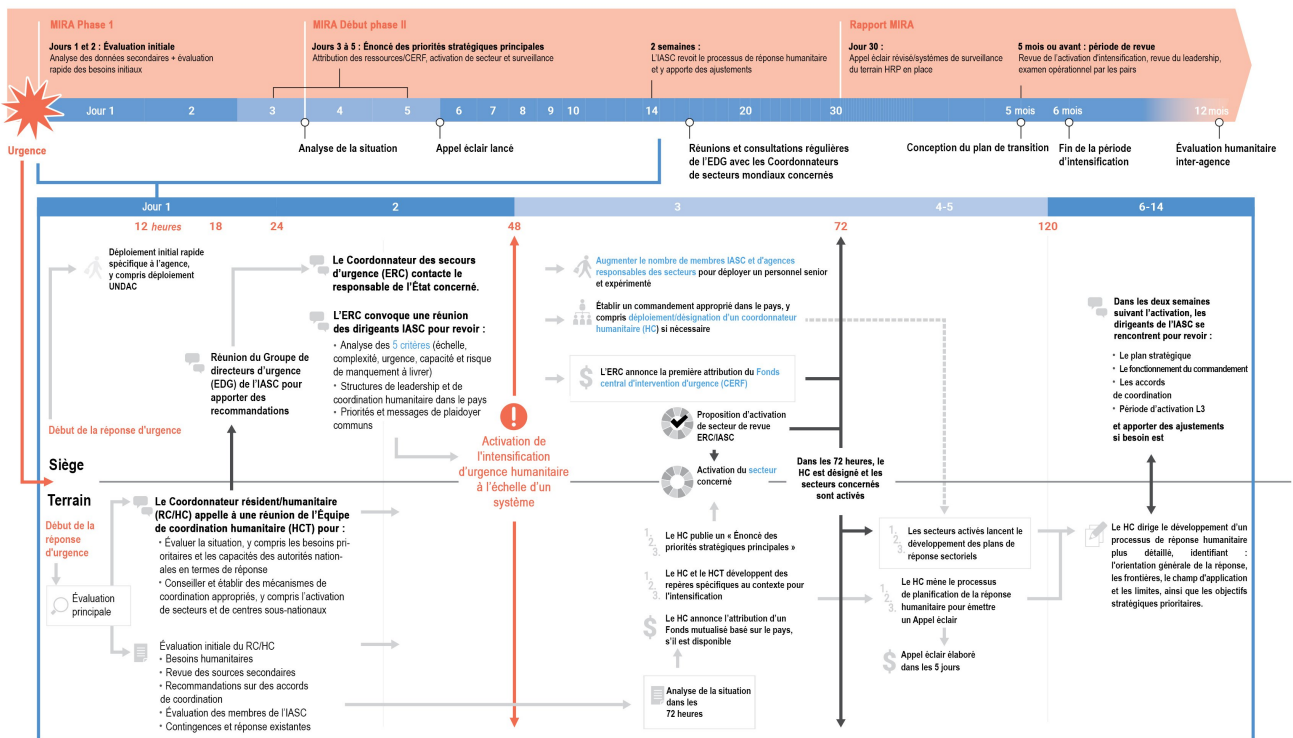 MIRA Phase 1
Jours 1 et 2 : Évaluation initiale
Analyse des données secondaires + évaluation
rapide des besoins initiaux
MIRA Début phase II
Jours 3 à 5 : Énoncé des priorités stratégiques principales
Attribution des ressources/CERF, activation de secteur et surveillance
2 semaines :
L'IASC revoit le processus de réponse humanitaire
et y apporte des ajustements
Rapport MIRA
Jour 30 :
Appel éclair révisé/systèmes de surveillance
du terrain HRP en place
5 mois ou avant : période de revue
Revue de l'activation d'intensification, revue du leadership,
examen opérationnel par les pairs
Jour 1 2 3 4 5 6 7 8 9 10 14 20 30 5 mois 6 mois 12 mois
Urgence
Analyse de la situation
Appel éclair lancé
Réunions et consultations régulières
de l'EDG avec les Coordonnateurs
de secteurs mondiaux concernés
Conception du plan de transition
Fin de la période
d'intensification
Évaluation humanitaire
inter-agence
Jour 1 2 3 4-5 6-14
12 heures 18 24 48 72 120
Déploiement initial rapide
spécifique à l'agence,
y compris déploiement
UNDAC
Début de la réponse d'urgence
Réunion du Groupe de
directeurs d'urgence
(EDG) de l'IASC pour
apporter des
recommandations
Le Coordonnateur des secours
d'urgence (ERC) contacte le
responsable de l'État concerné.
L'ERC convoque une réunion
des dirigeants IASC pour revoir :
• Analyse des 5 critères (échelle,
complexité, urgence, capacité et risque
de manquement à livrer)
• Structures de leadership et de
coordination humanitaire dans le pays
• Priorités et messages de plaidoyer
communs
Activation de
l'intensification
d'urgence humanitaire
à l'échelle d'un
système
Augmenter le nombre de membres IASC et d'agences
responsables des secteurs pour déployer un personnel senior
et expérimenté
Établir un commandement approprié dans le pays, y
compris déploiement/désignation d'un coordonnateur
humanitaire (HC) si nécessaire
$
L'ERC annonce la première attribution du Fonds
central d'intervention d'urgence (CERF)
Proposition d'activation
de secteur de revue
ERC/IASC
Activation du secteur
concerné
Dans les 72 heures, le
HC est désigné et les
secteurs concernés
sont activés
Dans les deux semaines
suivant l'activation, les
dirigeants de l'IASC se
rencontrent pour revoir :
• Le plan stratégique
• Le fonctionnement du commandement
• Les accords
de coordination
• Période d'activation L3
et apporter des ajustements
si besoin est
Siège
Terrain
Début de la
réponse
d'urgence
Évaluation
principale
Le Coordonnateur résident/humanitaire
(RC/HC) appelle à une réunion de l'Équipe
de coordination humanitaire (HCT) pour :
• Évaluer la situation, y compris les besoins pri-
oritaires et les capacités des autorités nation-
ales en termes de réponse
• Conseiller et établir des mécanismes de
coordination appropriés, y compris l'activation
de secteurs et de centres sous-nationaux
Évaluation initiale du RC/HC
• Besoins humanitaires
• Revue des sources secondaires
• Recommandations sur des accords
de coordination
• Évaluation des membres de l'IASC
• Contingences et réponse existantes
1.
2.
3.
Le HC publie un « Énoncé des
priorités stratégiques principales »
1.
2.
3.
Le HC et le HCT développent des
repères spécifiques au contexte pour
l'intensification
$
Le HC annonce l'attribution d'un
Fonds mutualisé basé sur le pays,
s'il est disponible
Analyse de la situation
dans les
72 heures
1.
2.
3.
Les secteurs activés lancent le
développement des plans de
réponse sectoriels
1.
2.
3.
Le HC mène le processus
de planification de la réponse
humanitaire pour émettre
un Appel éclair
$
Appel éclair élaboré
dans les 5 jours
Le HC dirige le développement d'un
processus de réponse humanitaire
plus détaillé, identifiant :
l'orientation générale de la réponse,
les frontières, le champ d'application
et les limites, ainsi que les objectifs
stratégiques prioritaires.